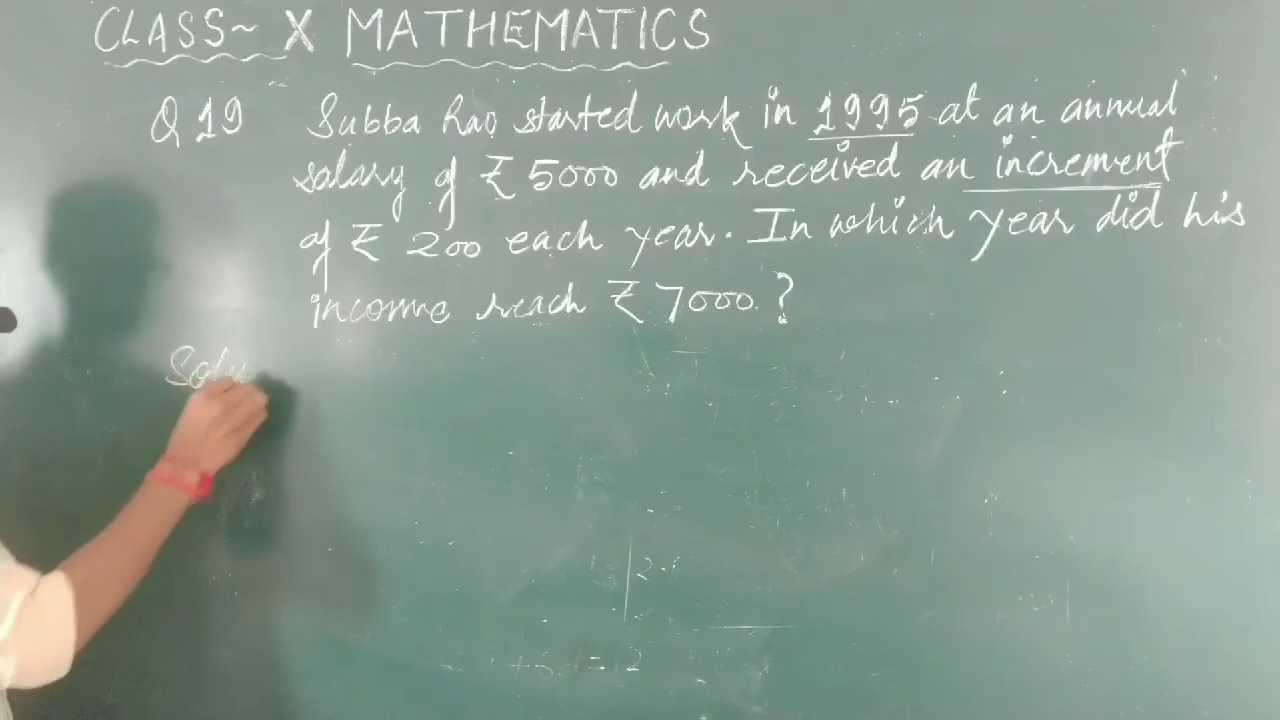 CLASS~ X MATHEMATICS
Q 19 Subba Rao started work in 1995 at an annual
salary of ₹ 5000 and received an increment
of ₹ 200 each year. In which year did his
income reach ₹ 7000 ?
Solu